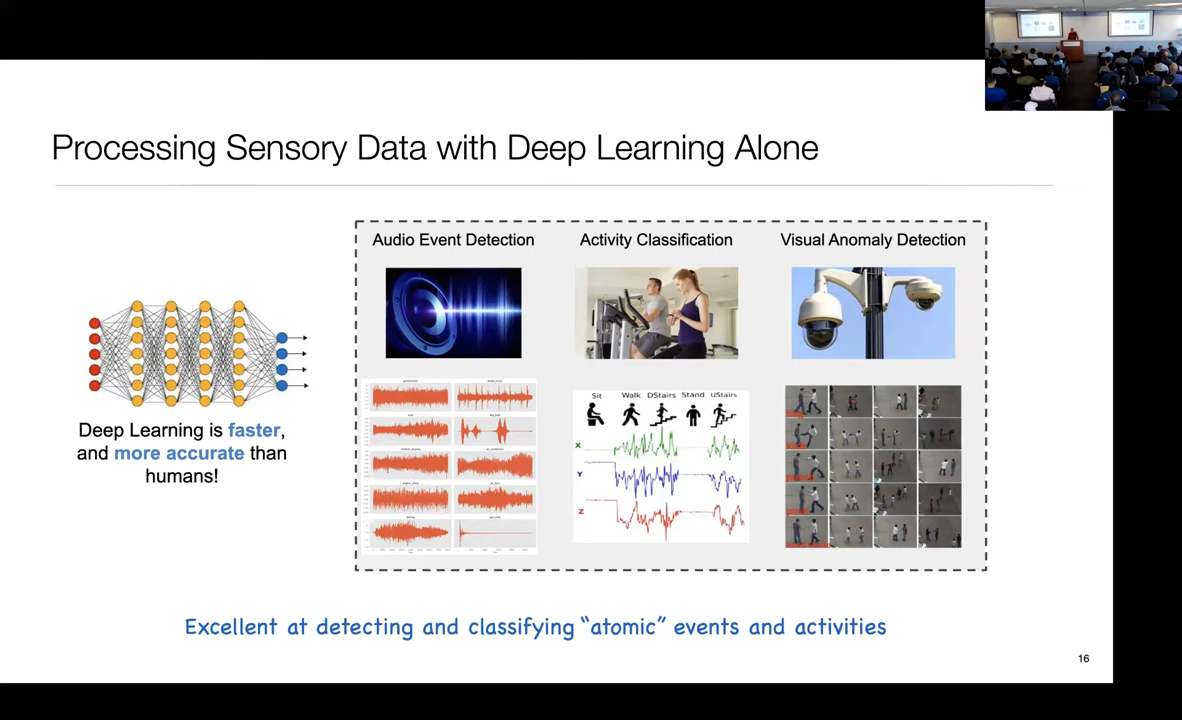 Processing Sensory Data with Deep Learning Alone
Deep Learning is faster,
and more accurate than
humans!
Audio Event Detection
Activity Classification
Visual Anomaly Detection
Sit Walk DStairs Stand UStairs
X
Y
Z
Excellent at detecting and classifying “atomic” events and activities
16